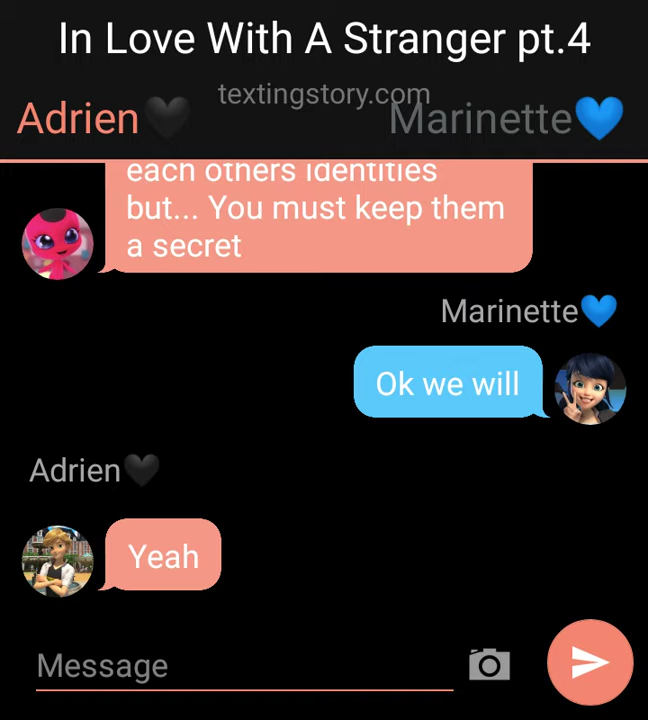 In Love With A Stranger pt.4
textingstory.com
Adrien🖤 Marinette💙
each others identities
but... You must keep them
a secret
Marinette💙
Ok we will
Adrien🖤
Yeah
Message